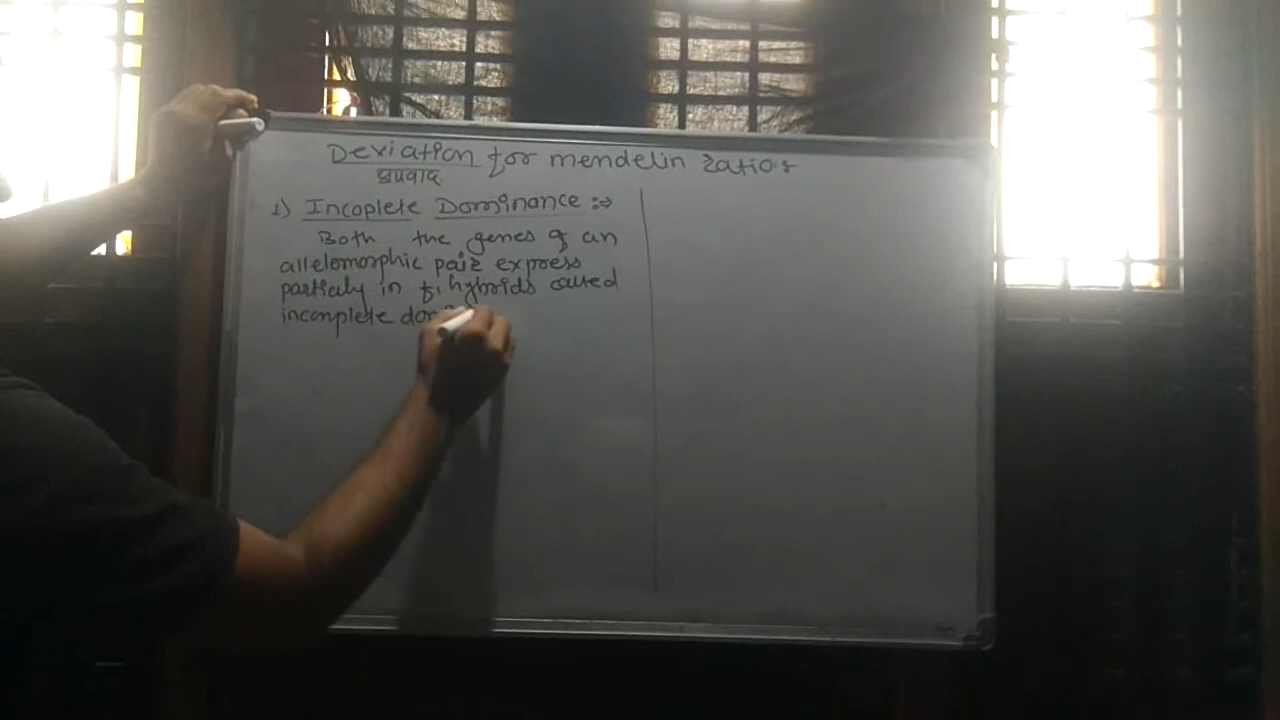 Deviation for mendelin ratios
अपवाद
1) Incoplete Dominance :⇒
Both the genes of an
allelomorphic pair express
partialy in f1 hybrids called
incomplete dom